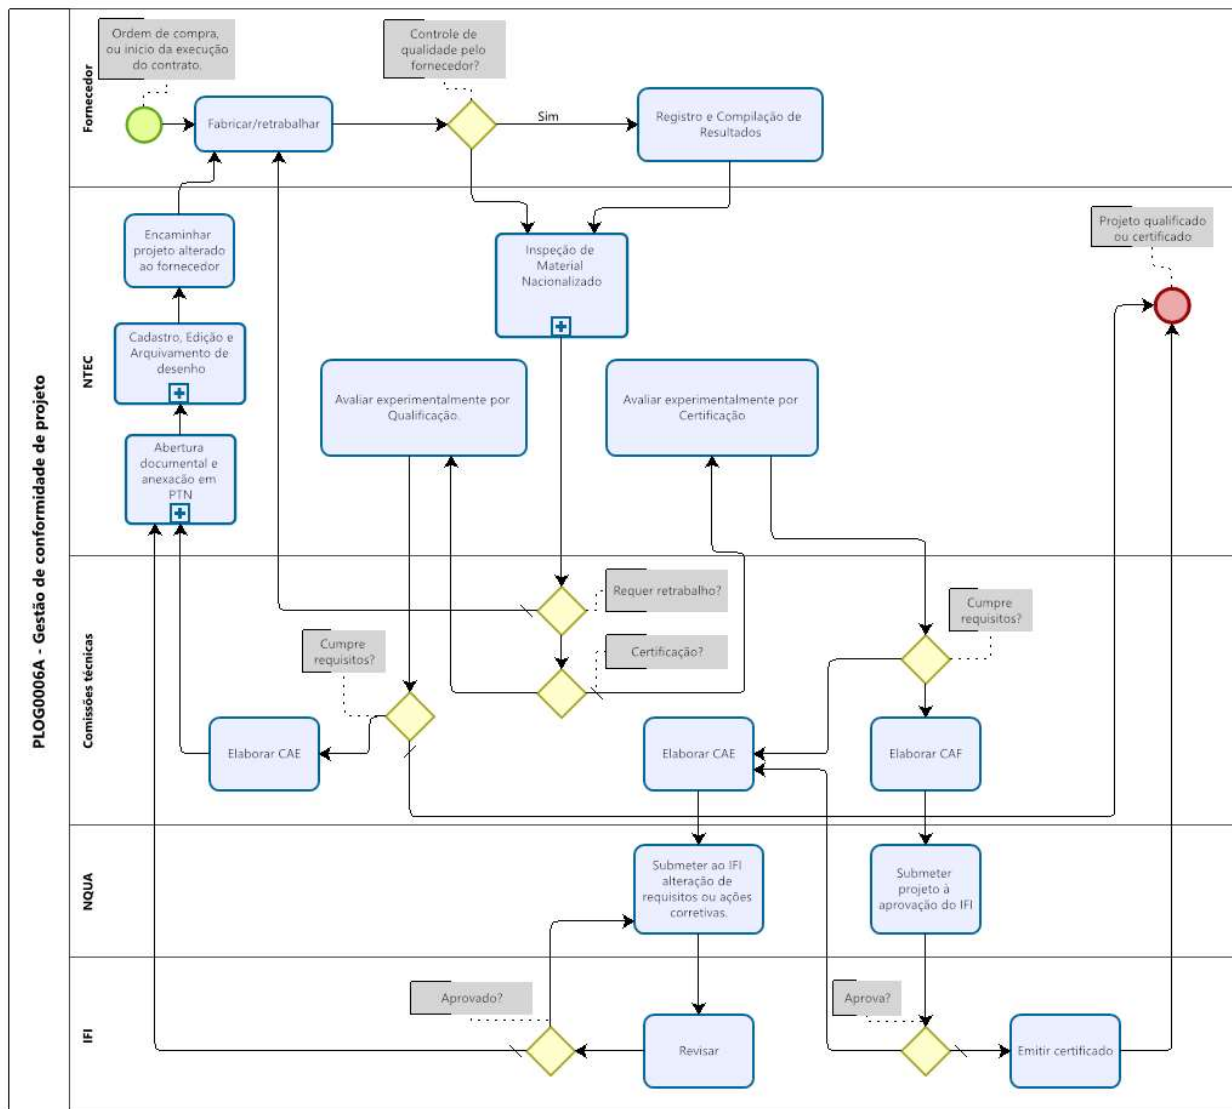 PLOG0006A - Gestão de conformidade de projeto
Fornecedor
Ordem de compra,
ou inicio da execução
do contrato.
Controle de
qualidade pelo
fornecedor?
Fabricar/retrabalhar
Sim
Registro e Compilação de
Resultados
NTEC
Encaminhar
projeto alterado
ao fornecedor
Inspeção de
Material
Nacionalizado
Projeto qualificado
ou certificado
Cadastro, Edição e
Arquivamento de
desenho
Avaliar experimentalmente por
Qualificação.
Avaliar experimentalmente por
Certificação
Abertura
documental e
anexacão em
PTN
Comissões técnicas
Requer retrabalho?
Cumpre
requisitos?
Certificação?
Cumpre
requisitos?
Elaborar CAE
Elaborar CAE
Elaborar CAF
NQUA
Submeter ao IFI
alteração de
requisitos ou ações
corretivas.
Submeter
projeto à
aprovação do IFI
IFI
Aprovado?
Aprova?
Revisar
Emitir certificado